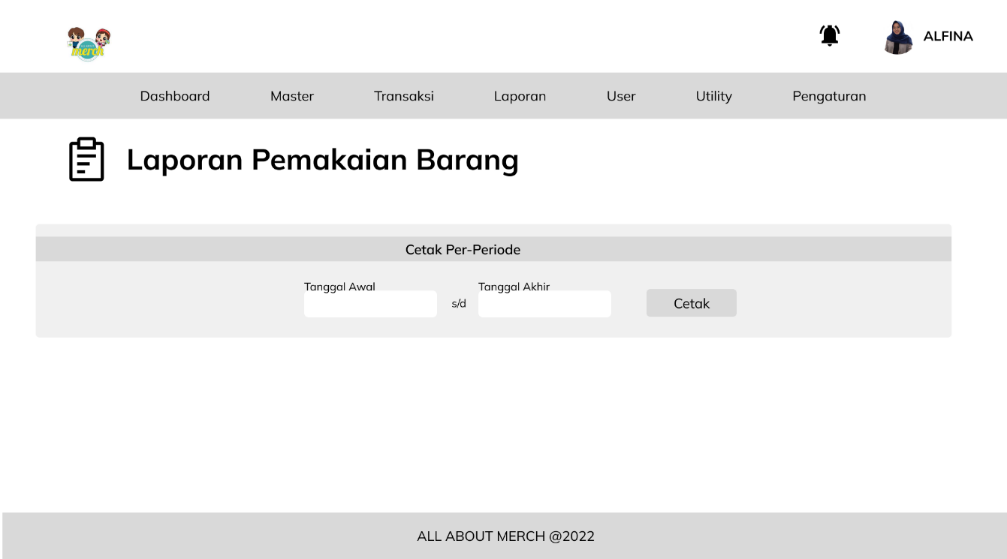 merch
ALFINA
Dashboard Master Transaksi Laporan User Utility Pengaturan
Laporan Pemakaian Barang
Cetak Per-Periode
Tanggal Awal s/d Tanggal Akhir Cetak
ALL ABOUT MERCH @2022